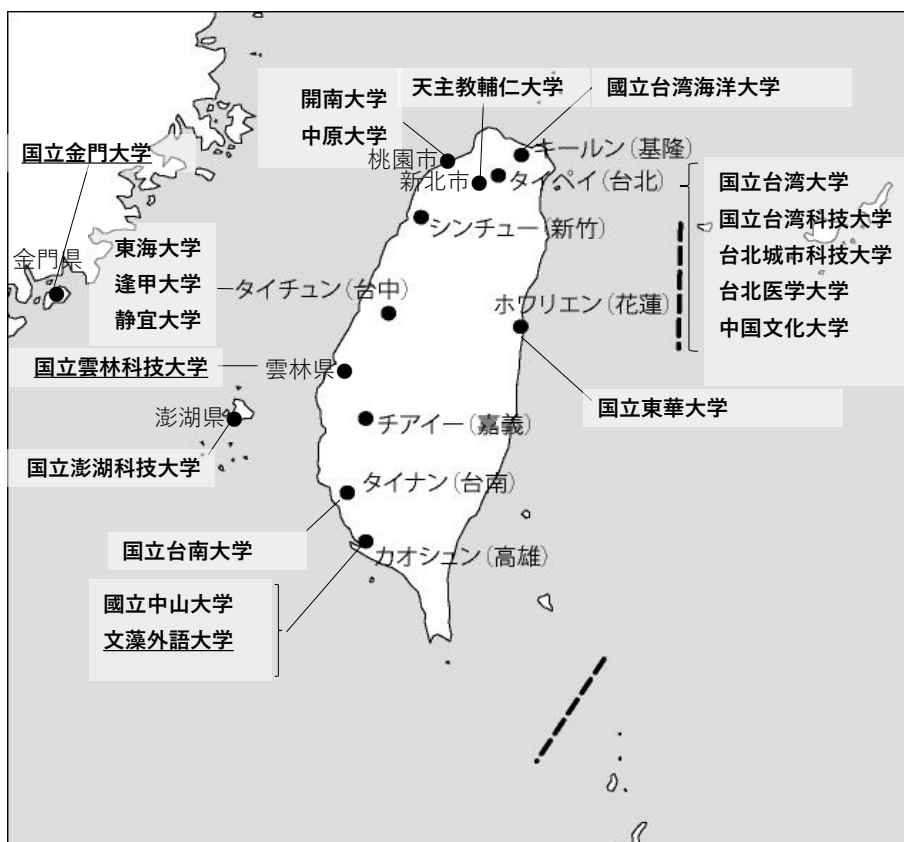 天主教輔仁大学
國立台湾海洋大学
開南大学
中原大学
国立金門大学
キールン(基隆)
桃園市
新北市
タイペイ(台北)
国立台湾大学
国立台湾科技大学
台北城市科技大学
台北医学大学
中国文化大学
シンチュー(新竹)
金門県
東海大学
逢甲大学
静宜大学
タイチュン(台中)
ホワリエン(花蓮)
国立雲林科技大学
雲林県
国立東華大学
澎湖県
チアイー(嘉義)
国立澎湖科技大学
タイナン(台南)
国立台南大学
カオシュン(高雄)
國立中山大学
文藻外語大学